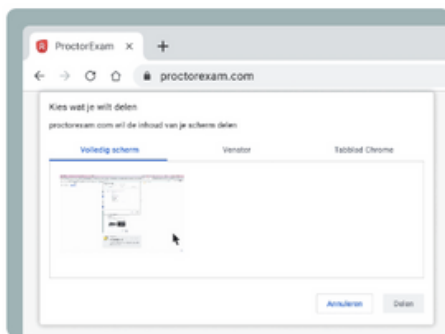 ProctorExam
proctorexam.com
Kies wat je wilt delen
proctorexam.com wil de inhoud van je scherm delen
Volledig scherm Venster Tabblad Chrome
Annuleren Delen